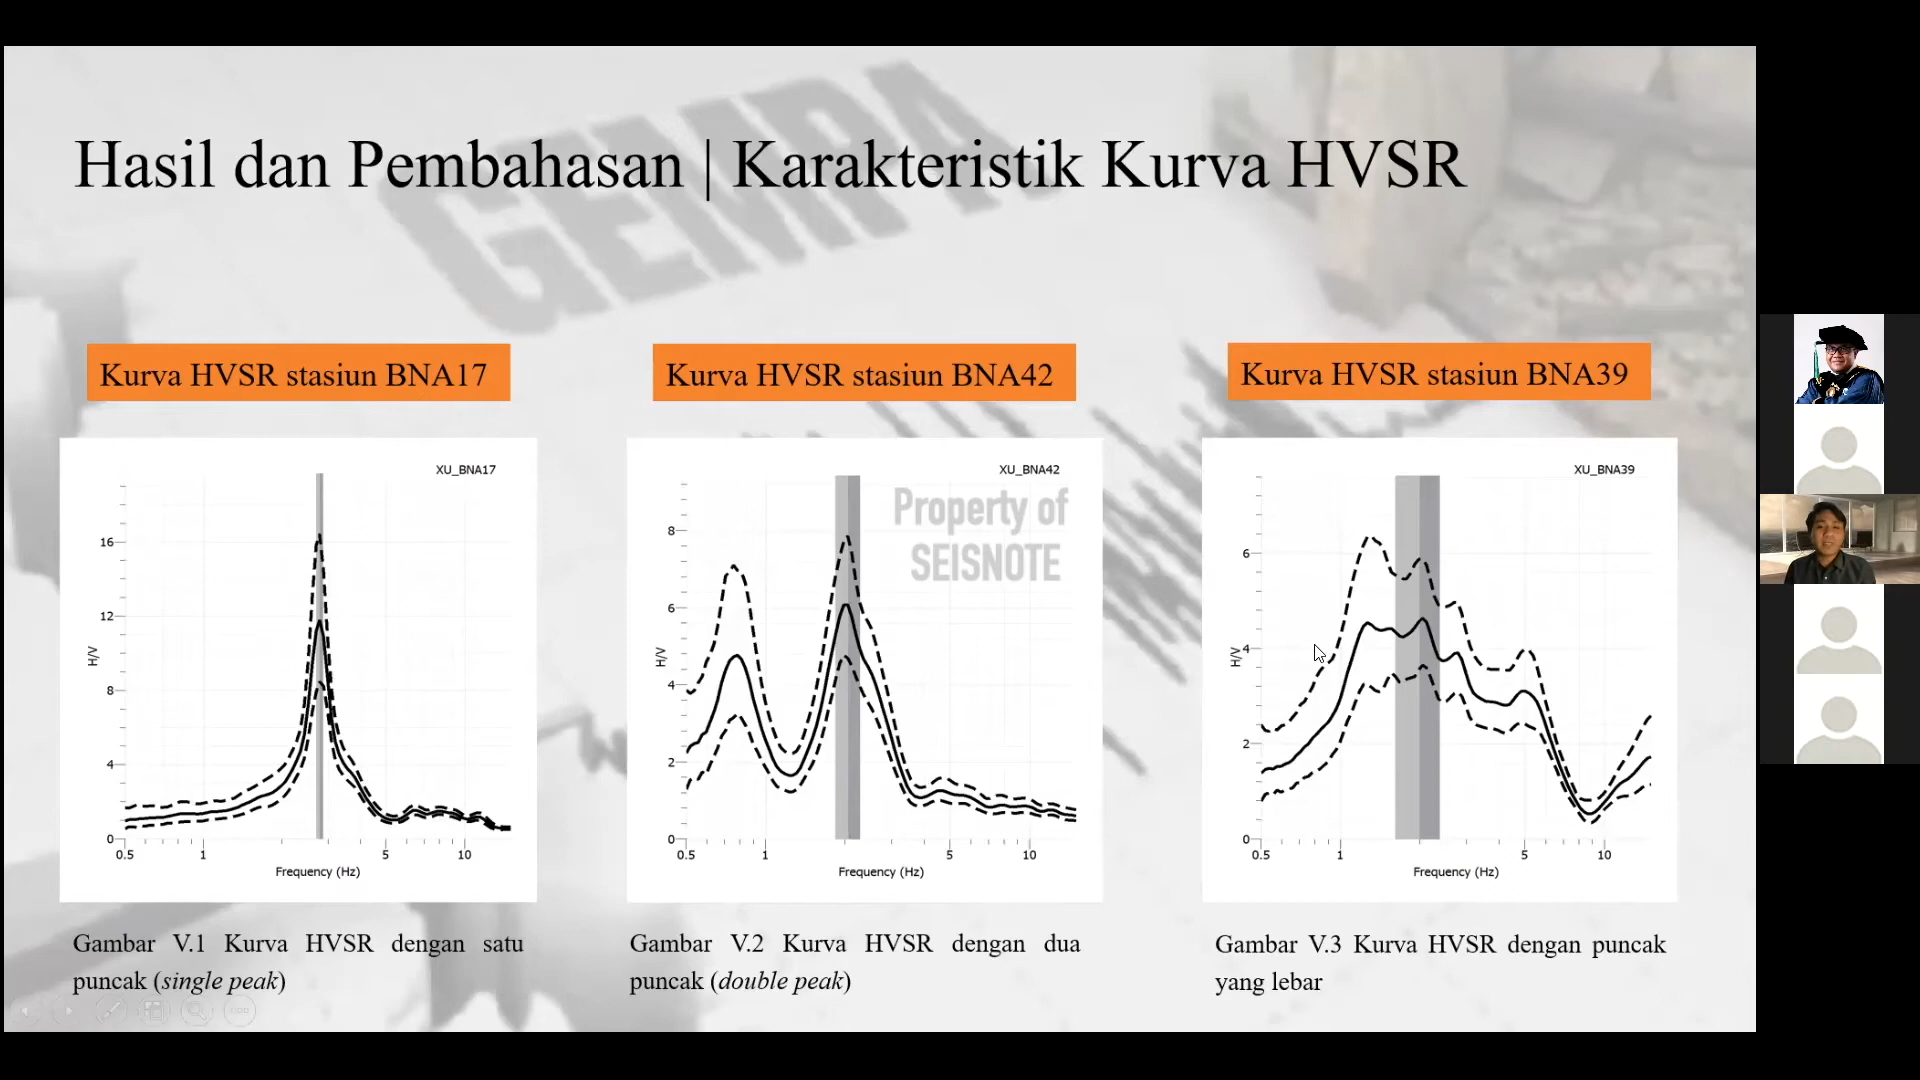 GEMPA
Hasil dan Pembahasan | Karakteristik Kurva HVSR
Kurva HVSR stasiun BNA17
XU_BNA17
16
12
8
4
0
H/V
0.5 1 5 10
Frequency (Hz)
Gambar V.1 Kurva HVSR dengan satu
puncak (single peak)
Kurva HVSR stasiun BNA42
XU_BNA42
Property of
SEISNOTE
8
6
4
2
0
H/V
0.5 1 5 10
Frequency (Hz)
Gambar V.2 Kurva HVSR dengan dua
puncak (double peak)
Kurva HVSR stasiun BNA39
XU_BNA39
6
4
2
0
H/V
0.5 1 5 10
Frequency (Hz)
Gambar V.3 Kurva HVSR dengan puncak
yang lebar